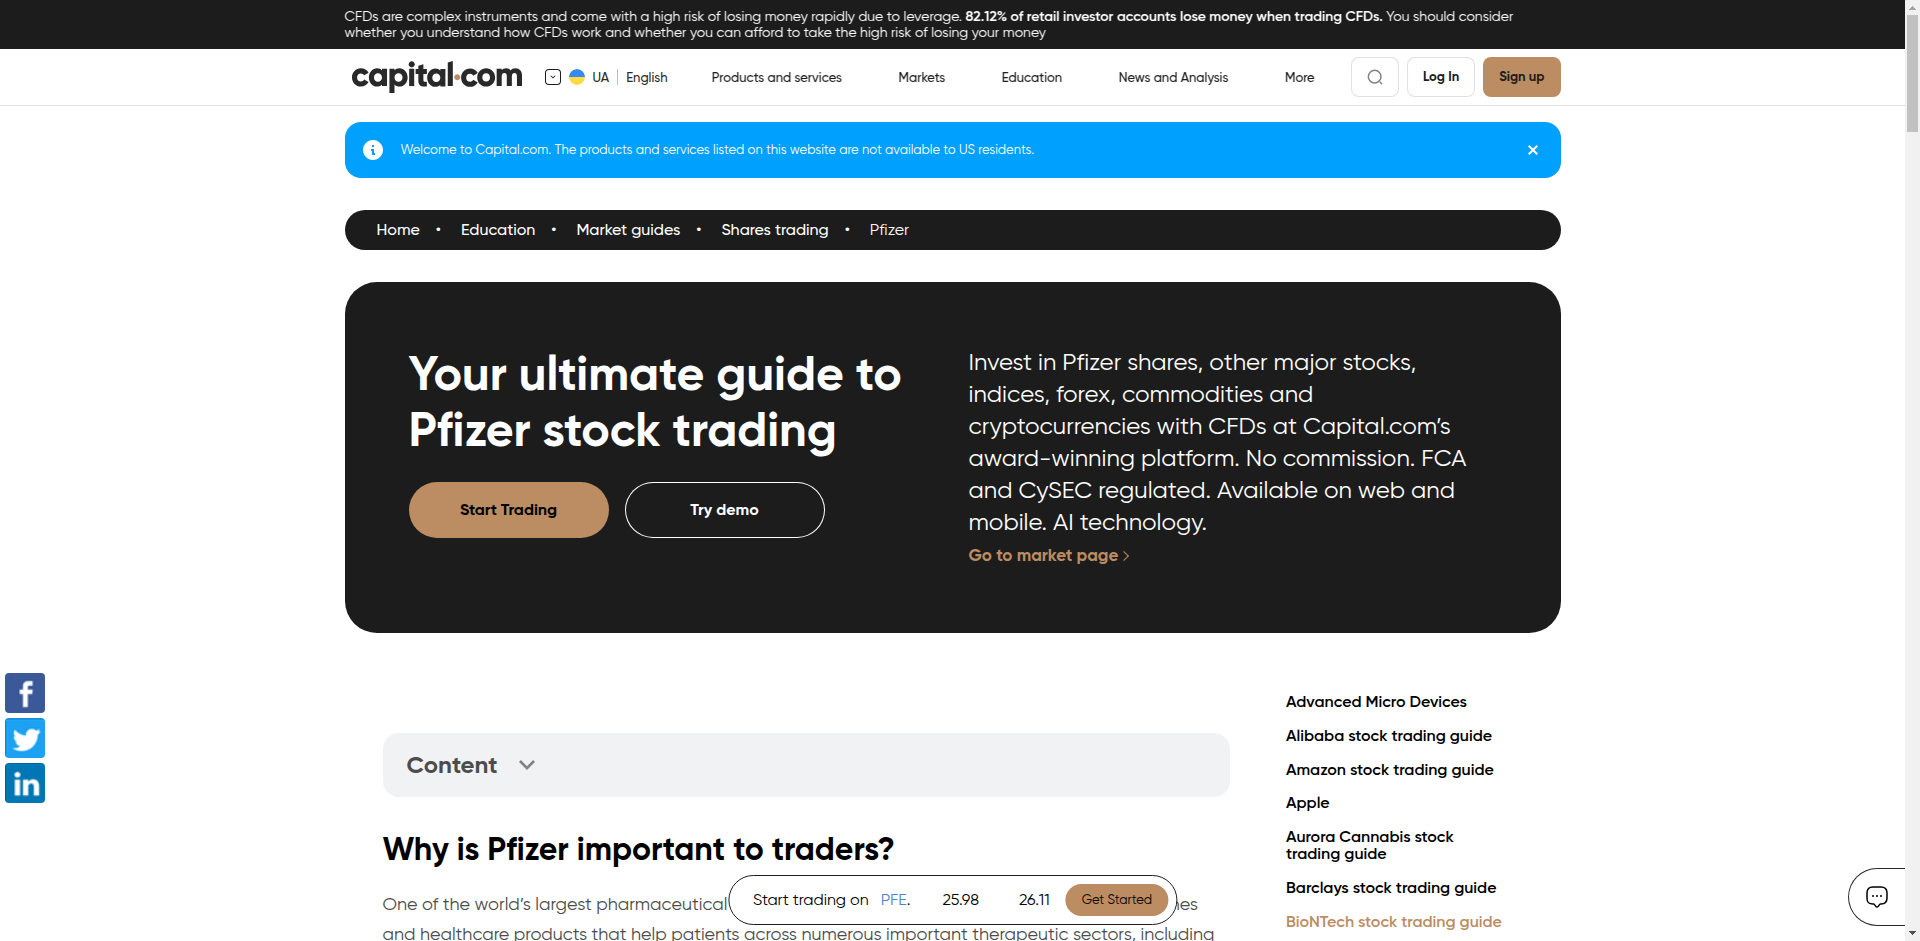 CFDs are complex instruments and come with a high risk of losing money rapidly due to leverage. 82.12% of retail investor accounts lose money when trading CFDs. You should consider
whether you understand how CFDs work and whether you can afford to take the high risk of losing your money
capital.com
UA English
Products and services
Markets
Education
News and Analysis
More
Log In
Sign up
Welcome to Capital.com. The products and services listed on this website are not available to US residents.
Home • Education • Market guides • Shares trading • Pfizer
Your ultimate guide to
Pfizer stock trading
Start Trading
Try demo
Invest in Pfizer shares, other major stocks,
indices, forex, commodities and
cryptocurrencies with CFDs at Capital.com’s
award-winning platform. No commission. FCA
and CySEC regulated. Available on web and
mobile. AI technology.
Go to market page
Content
Why is Pfizer important to traders?
One of the world’s largest pharmaceutical
and healthcare products that help patients across numerous important therapeutic sectors, including
Start trading on PFE. 25.98 26.11 Get Started
Advanced Micro Devices
Alibaba stock trading guide
Amazon stock trading guide
Apple
Aurora Cannabis stock
trading guide
Barclays stock trading guide
BioNTech stock trading guide